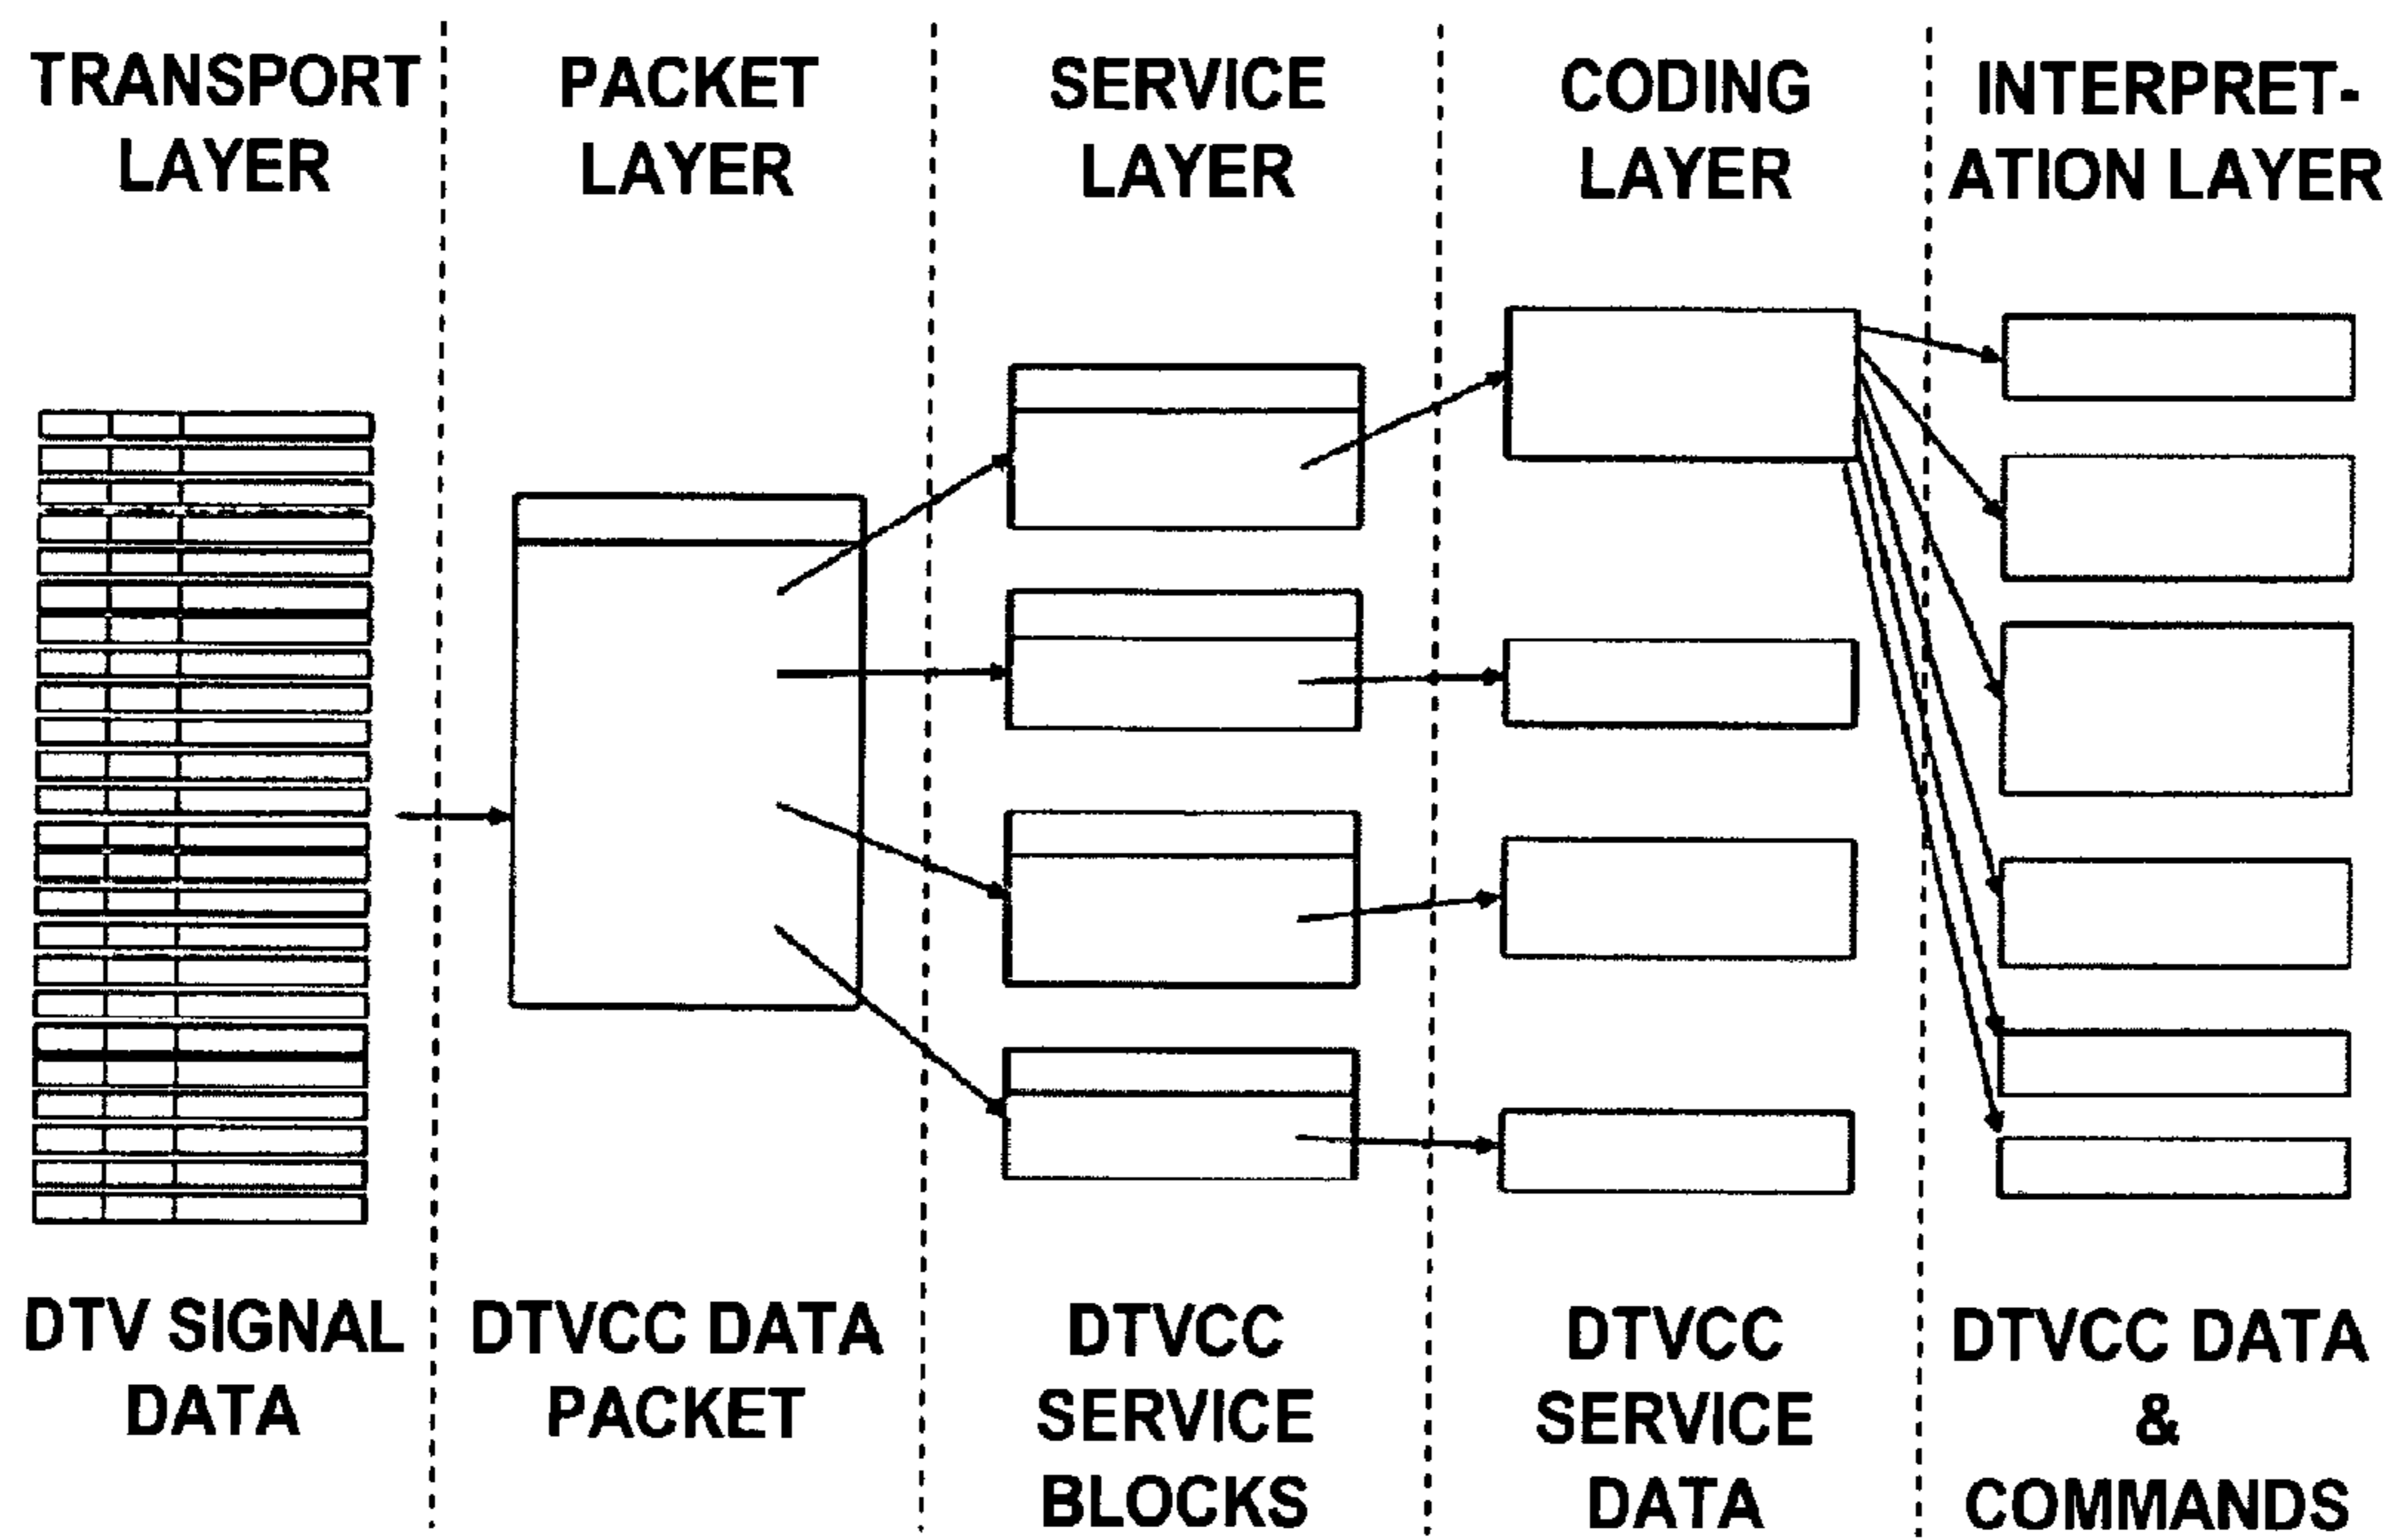 TRANSPORT
LAYER
PACKET
LAYER
SERVICE
LAYER
CODING
LAYER
INTERPRET-
ATION LAYER
DTV SIGNAL
DATA
DTVCC DATA
PACKET
DTVCC
SERVICE
BLOCKS
DTVCC
SERVICE
DATA
DTVCC DATA
&
COMMANDS